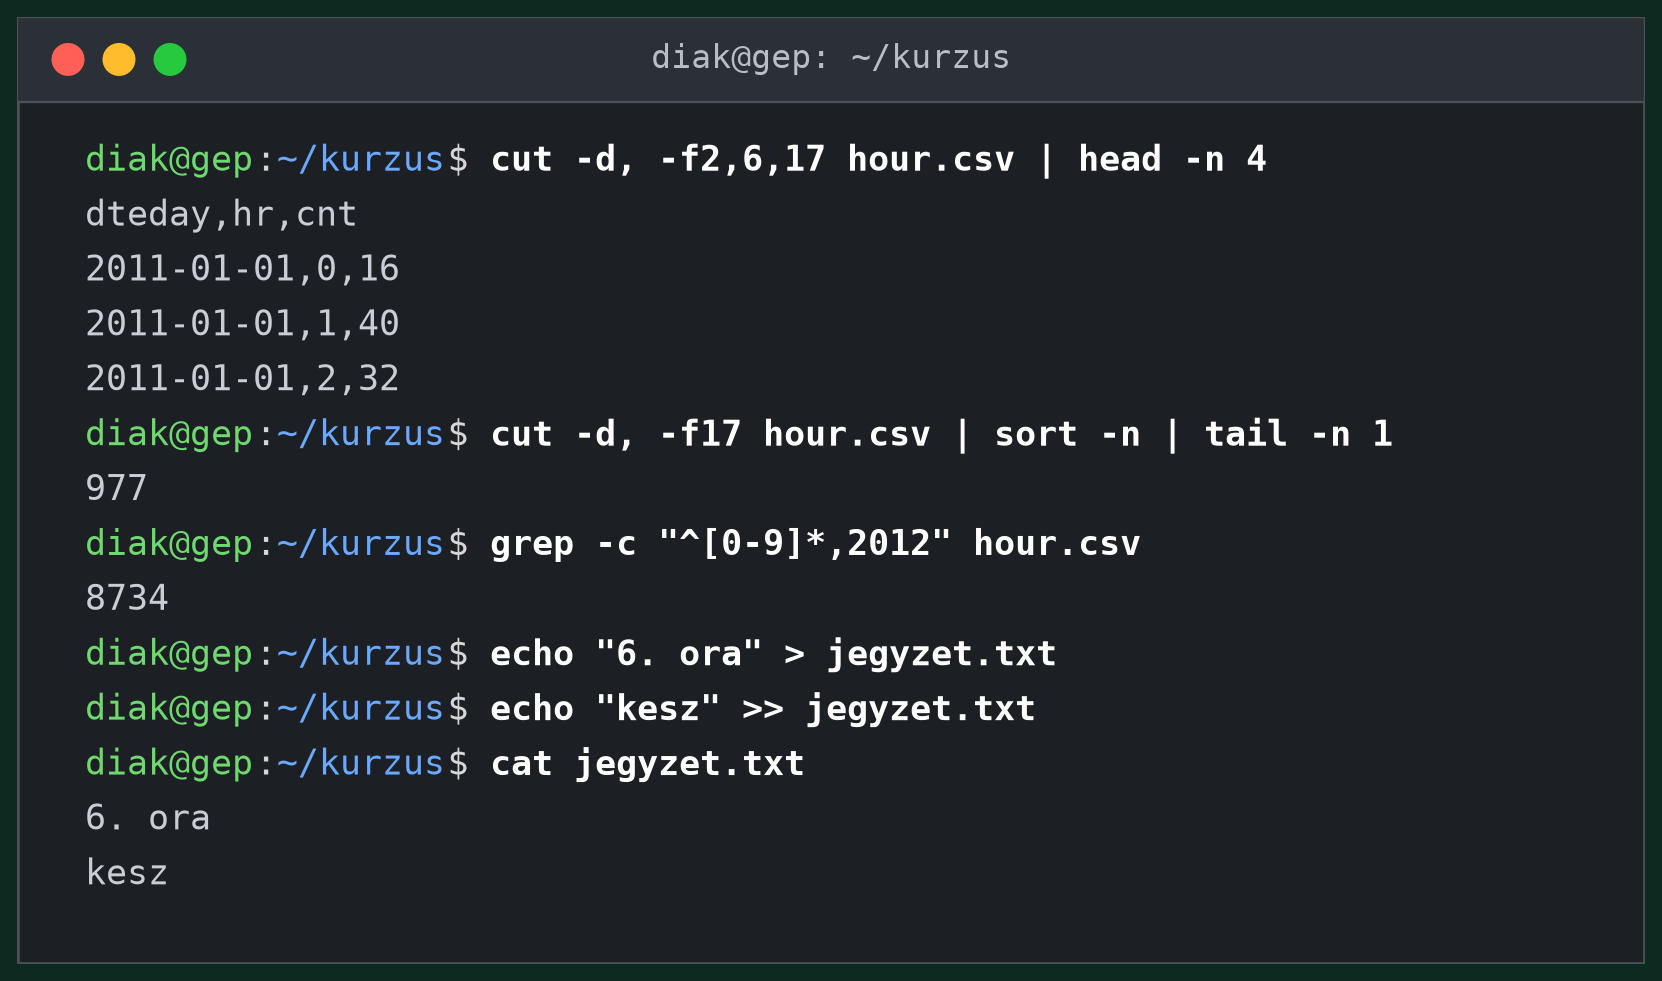 diak@gep: ~/kurzus
diak@gep:~/kurzus$ cut -d, -f2,6,17 hour.csv | head -n 4
dteday,hr,cnt
2011-01-01,0,16
2011-01-01,1,40
2011-01-01,2,32
diak@gep:~/kurzus$ cut -d, -f17 hour.csv | sort -n | tail -n 1
977
diak@gep:~/kurzus$ grep -c "^[0-9]*,2012" hour.csv
8734
diak@gep:~/kurzus$ echo "6. ora" > jegyzet.txt
diak@gep:~/kurzus$ echo "kesz" >> jegyzet.txt
diak@gep:~/kurzus$ cat jegyzet.txt
6. ora
kesz